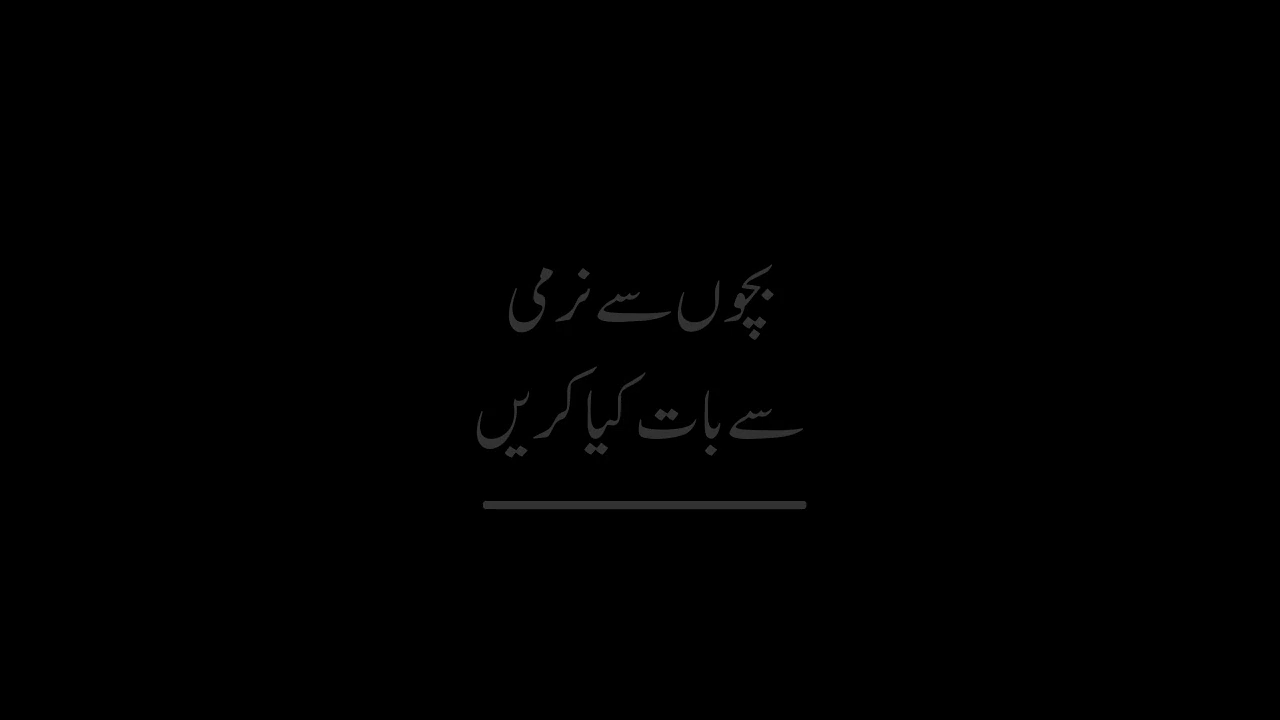 بچوں سے نرمی
سے بات کیا کریں